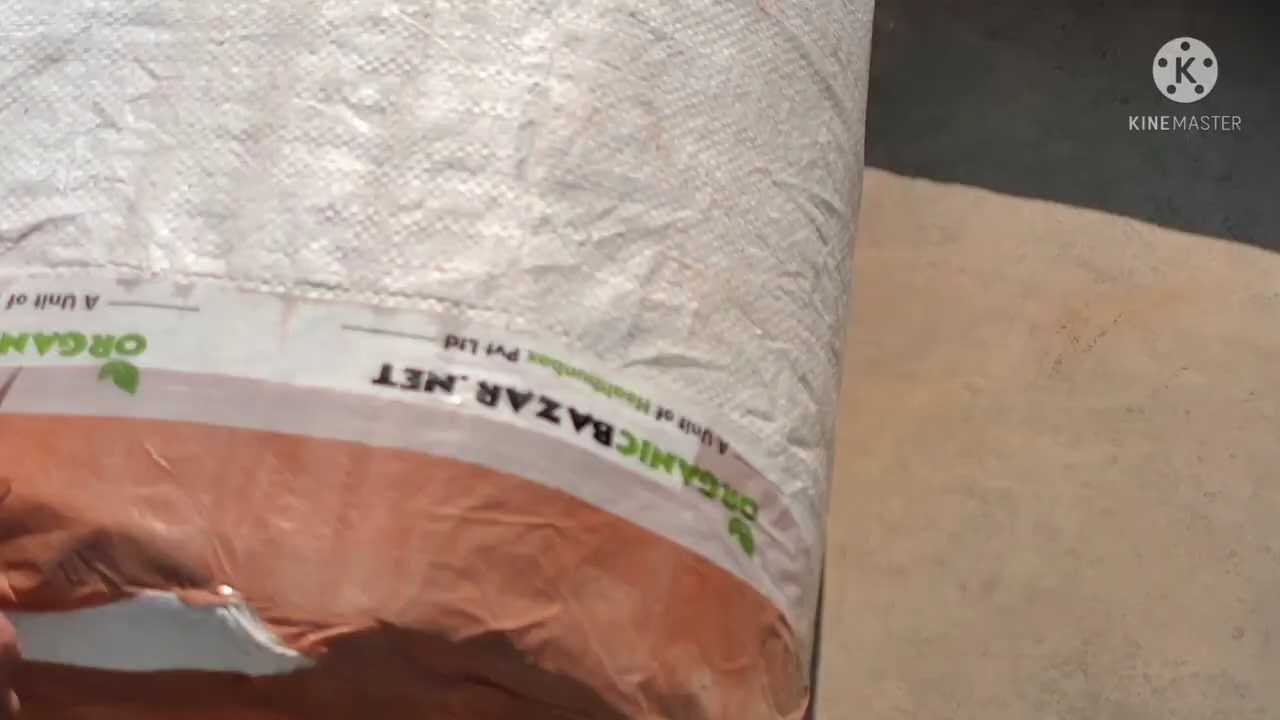 KINEMASTER
ORGANICBAZAR.NET
A Unit of Healthunbox Pvt Ltd
ORGAN
A Unit of